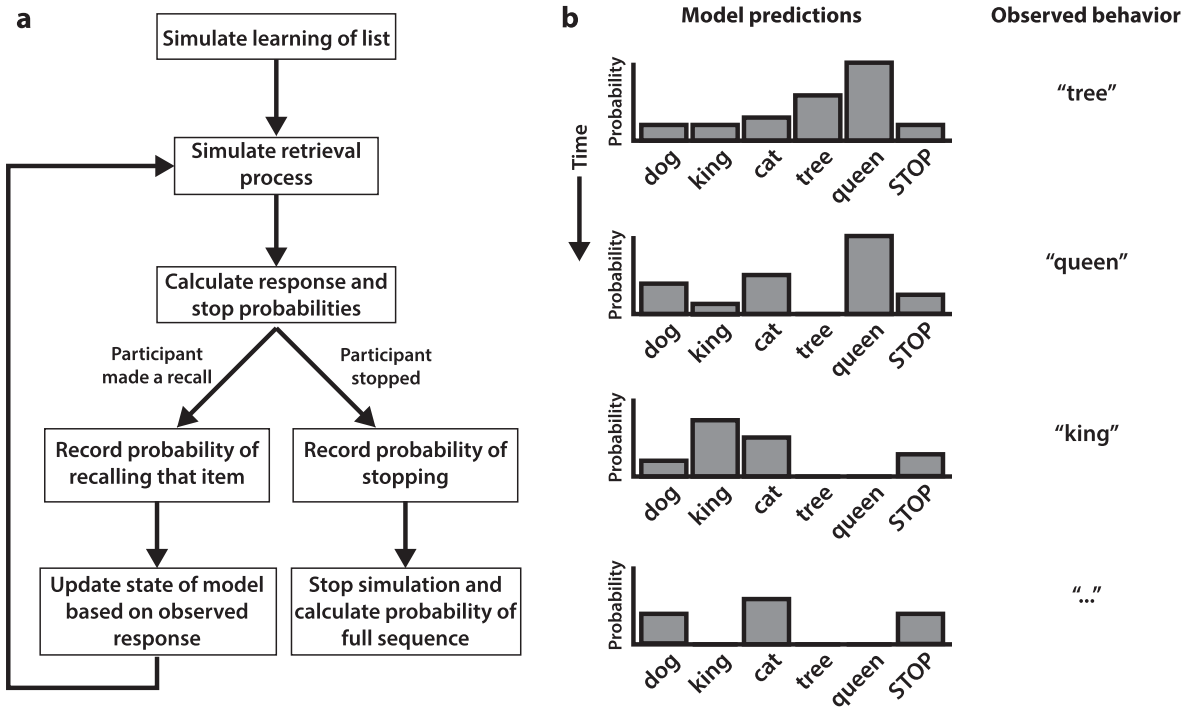 a
Simulate learning of list
Simulate retrieval
process
Calculate response and
stop probabilities
Participant
made a recall
Participant
stopped
Record probability of
recalling that item
Record probability of
stopping
Update state of model
based on observed
response
Stop simulation and
calculate probability of
full sequence
b
Model predictions
Observed behavior
Time
Probability
dog king cat tree queen STOP
“tree”
Probability
dog king cat tree queen STOP
“queen”
Probability
dog king cat tree queen STOP
“king”
Probability
dog king cat tree queen STOP
“...”